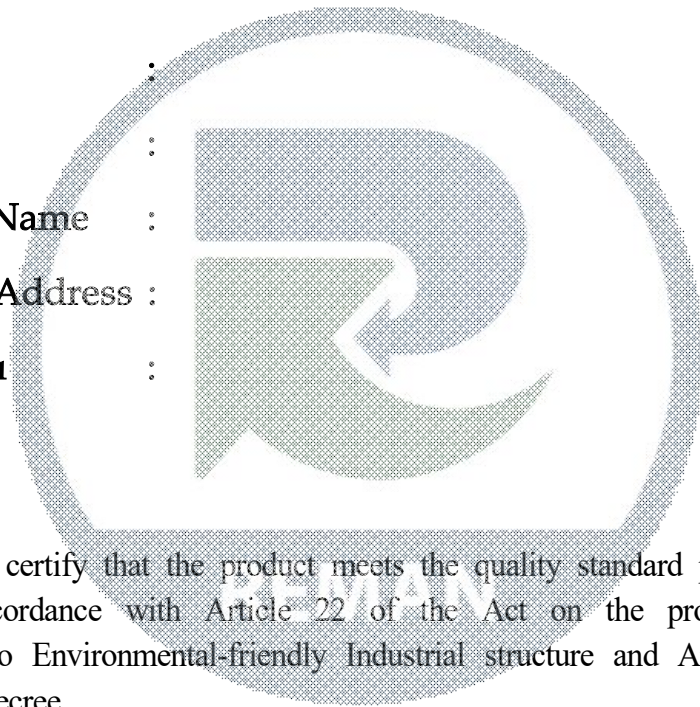 :
:
Name :
Address :
1 :
certify that the product meets the quality standard
cordance with Article 22 of the Act on the pro
o Environmental-friendly Industrial structure and A
ecree
REMAN